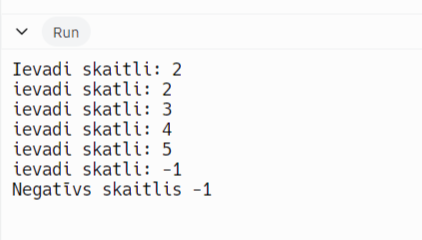 Run
Ievadi skaitli: 2
ievadi skatli: 2
ievadi skatli: 3
ievadi skatli: 4
ievadi skatli: 5
ievadi skatli: -1
Negatīvs skaitlis -1